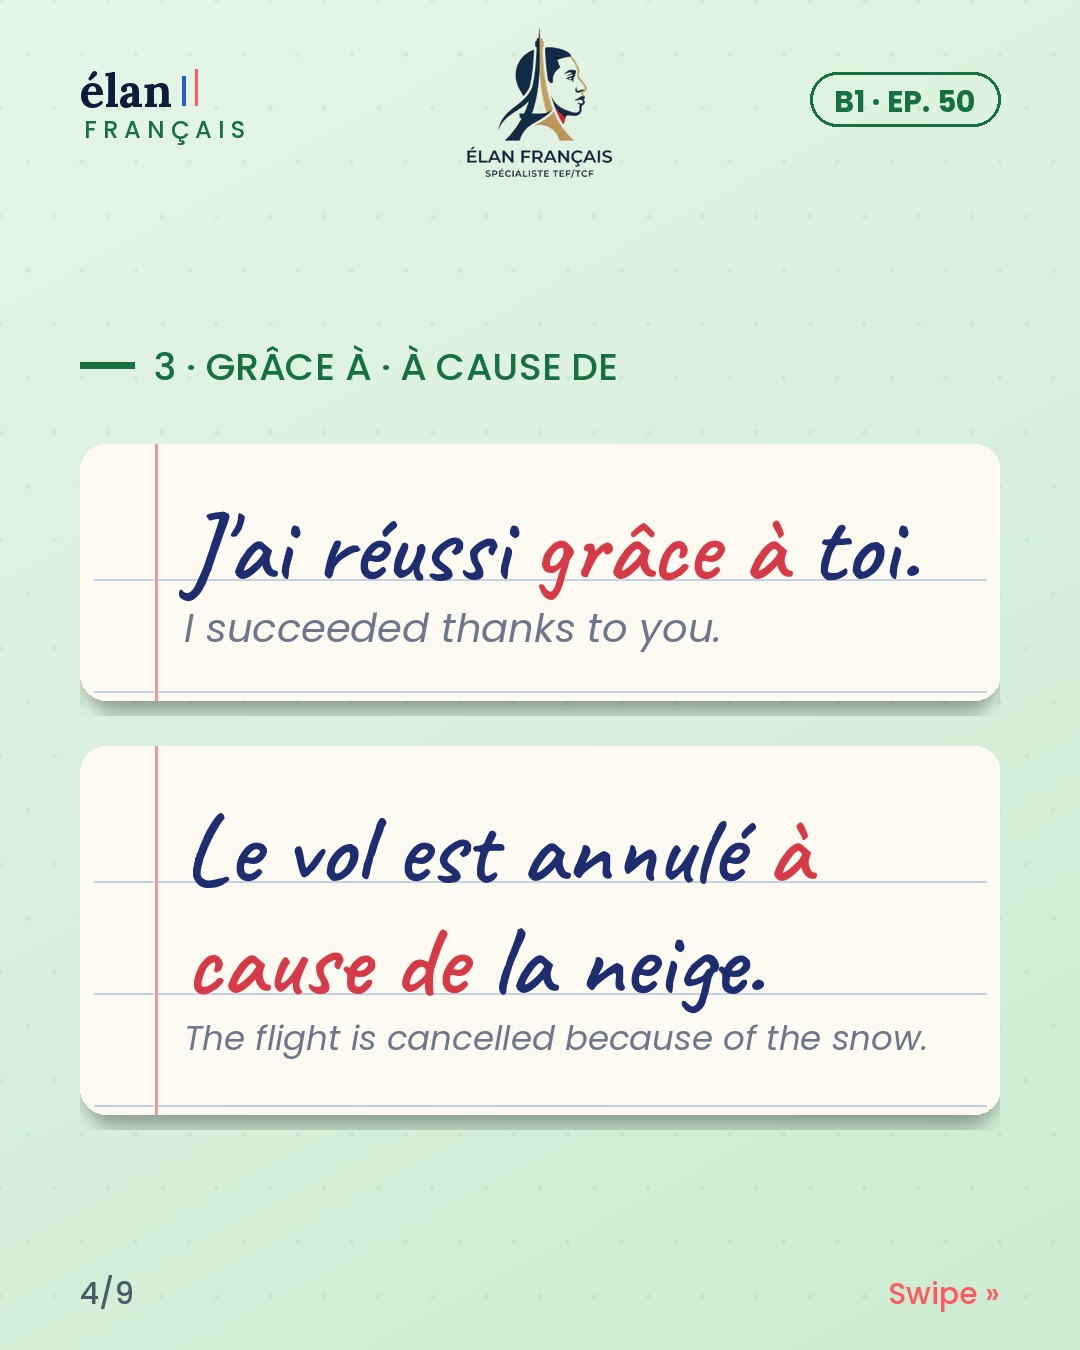 élan
FRANÇAIS
ÉLAN FRANÇAIS
SPÉCIALISTE TEF/TCF
B1 · EP. 50
3 · GRÂCE À · À CAUSE DE
J'ai réussi grâce à toi.
I succeeded thanks to you.
Le vol est annulé à
cause de la neige.
The flight is cancelled because of the snow.
4/9
Swipe »